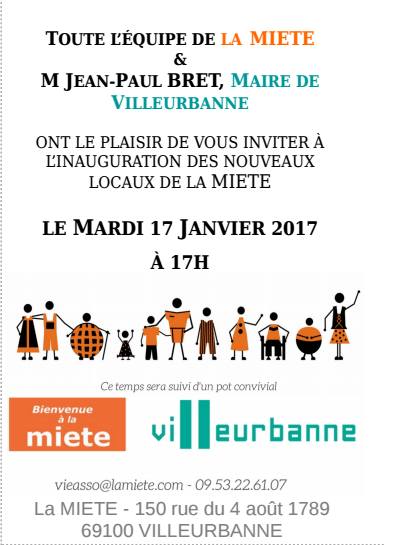 TOUTE L'ÉQUIPE DE LA MIETE
&
M JEAN-PAUL BRET, MAIRE DE
VILLEURBANNE
ONT LE PLAISIR DE VOUS INVITER À
L'INAUGURATION DES NOUVEAUX
LOCAUX DE LA MIETE
LE MARDI 17 JANVIER 2017
À 17H
Ce temps sera suivi d'un pot convivial
Bienvenue
à la
miete
villeurbanne
vieasso@lamiete.com - 09.53.22.61.07
La MIETE - 150 rue du 4 août 1789
69100 VILLEURBANNE